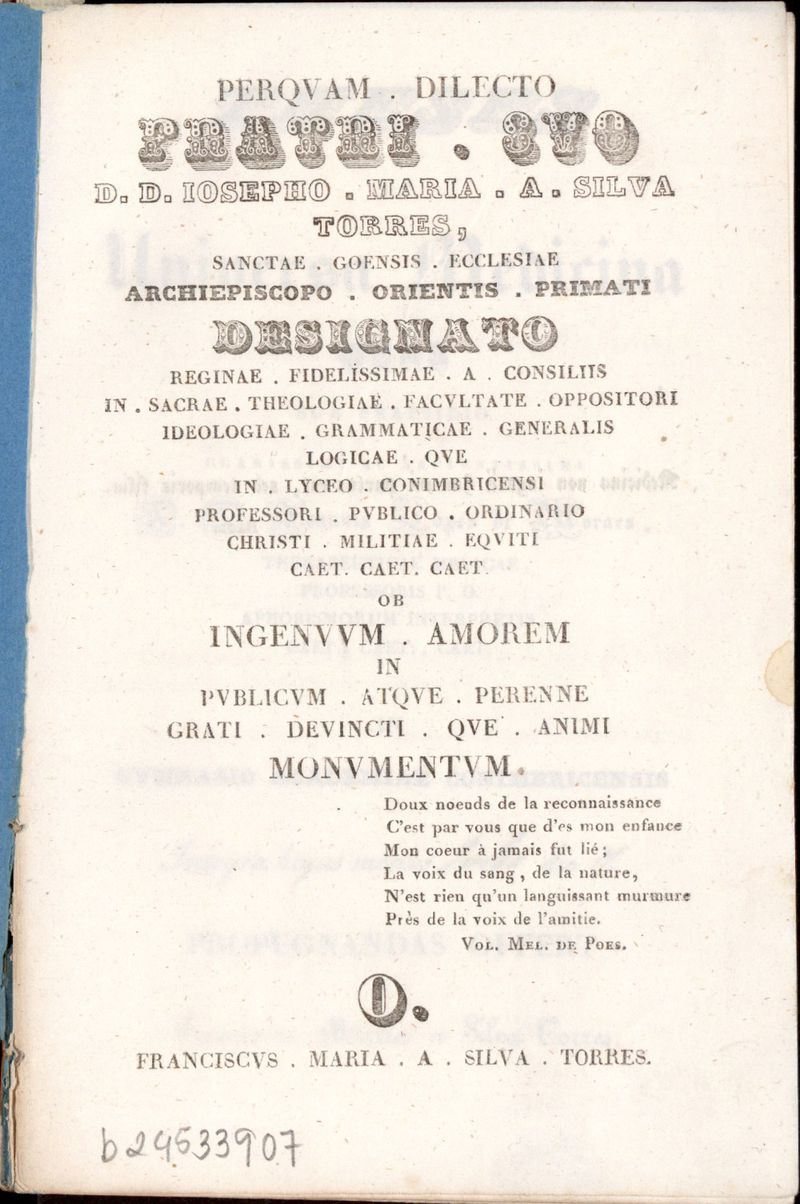 PERQVAM . DILECTO
FRATRI . SVO
D. D. IOSEPHO . MARIA . A . SILVA
TORRES,
SANCTAE . GOENSIS . ECCLESIAE
ARCHIEPISCOPO . ORIENTIS . PRIMATI
DESIGNATO
REGINAE . FIDELÍSSIMAE . A . CONSILIIS
IN . SACRAE . THEOLOGIAE . FACVLTATE . OPPOSITORI
IDEOLOGIAE . GRAMMATICAE . GENERALIS
LOGICAE . QVE
IN . LYCEO . CONIMBRICENSI
PROFESSORI . PVBLICO . ORDINARIO
CHRISTI . MILITIAE . EQVITI
CAET. CAET. CAET.
OB
INGENVVM . AMOREM
IN
PVBLICVM . ATQVE . PERENNE
GRATI . DEVINCTI . QVE . ANIMI
MONVMENTVM.
Doux noeuds de la reconnaissance
C'est par vous que d'es mon enfance
Mon coeur à jamais fut lié;
La voix du sang, de la nature,
N'est rien qu'un languissant murmure
Près de la voix de l'amitie.
VOL. MEL. DE POES.
O.
FRANCISCVS . MARIA . A . SILVA . TORRES.
b24533907